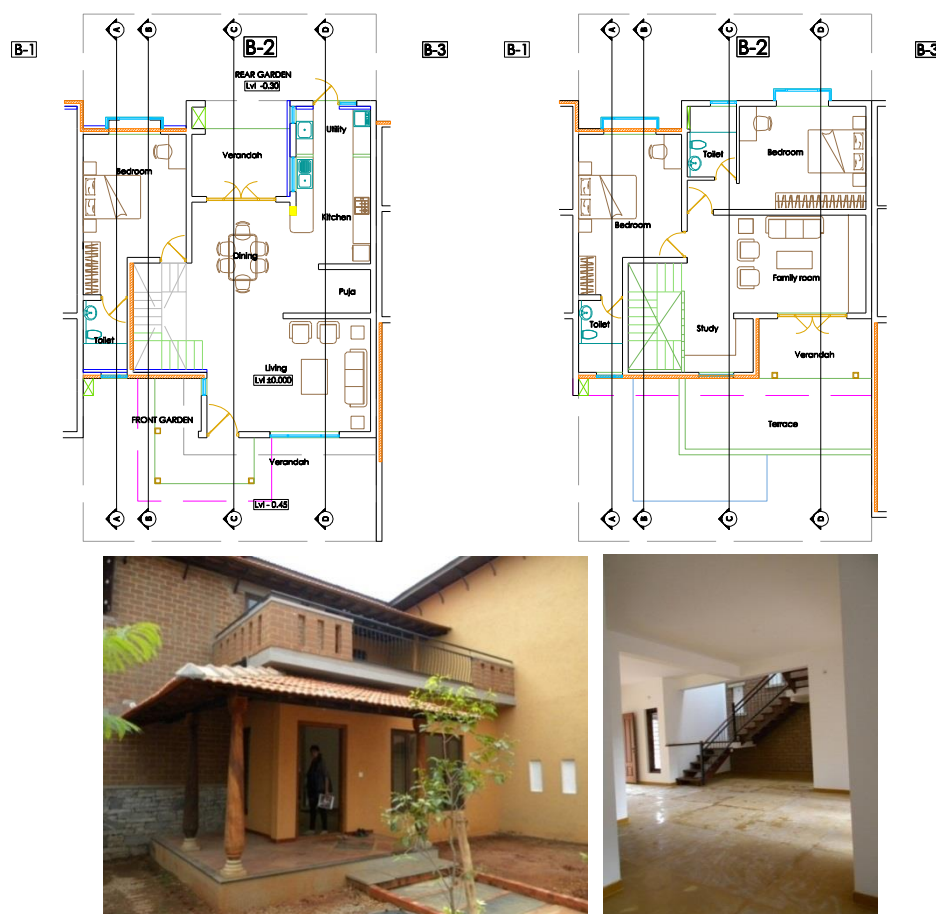 A
B
C
D
B-1
B-2
B-3
REAR GARDEN
Lvl -0.30
Utility
Verandah
Bedroom
Kitchen
Dining
Puja
Toilet
Living
Lvl ±0.000
FRONT GARDEN
Verandah
Lvl - 0.45
A
B
C
D
A
B
C
D
B-1
B-2
B-3
Toilet
Bedroom
Bedroom
Family room
Toilet
Study
Verandah
Terrace
A
B
C
D